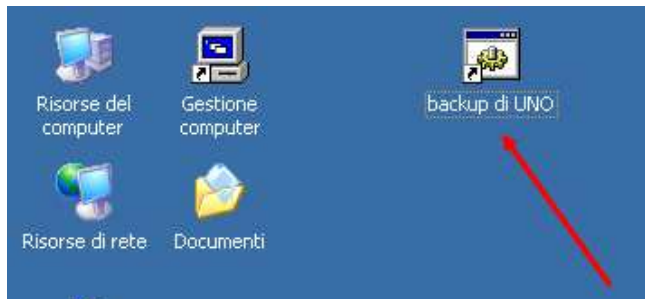 Risorse del
computer
Gestione
computer
backup di UNO
Risorse di rete
Documenti